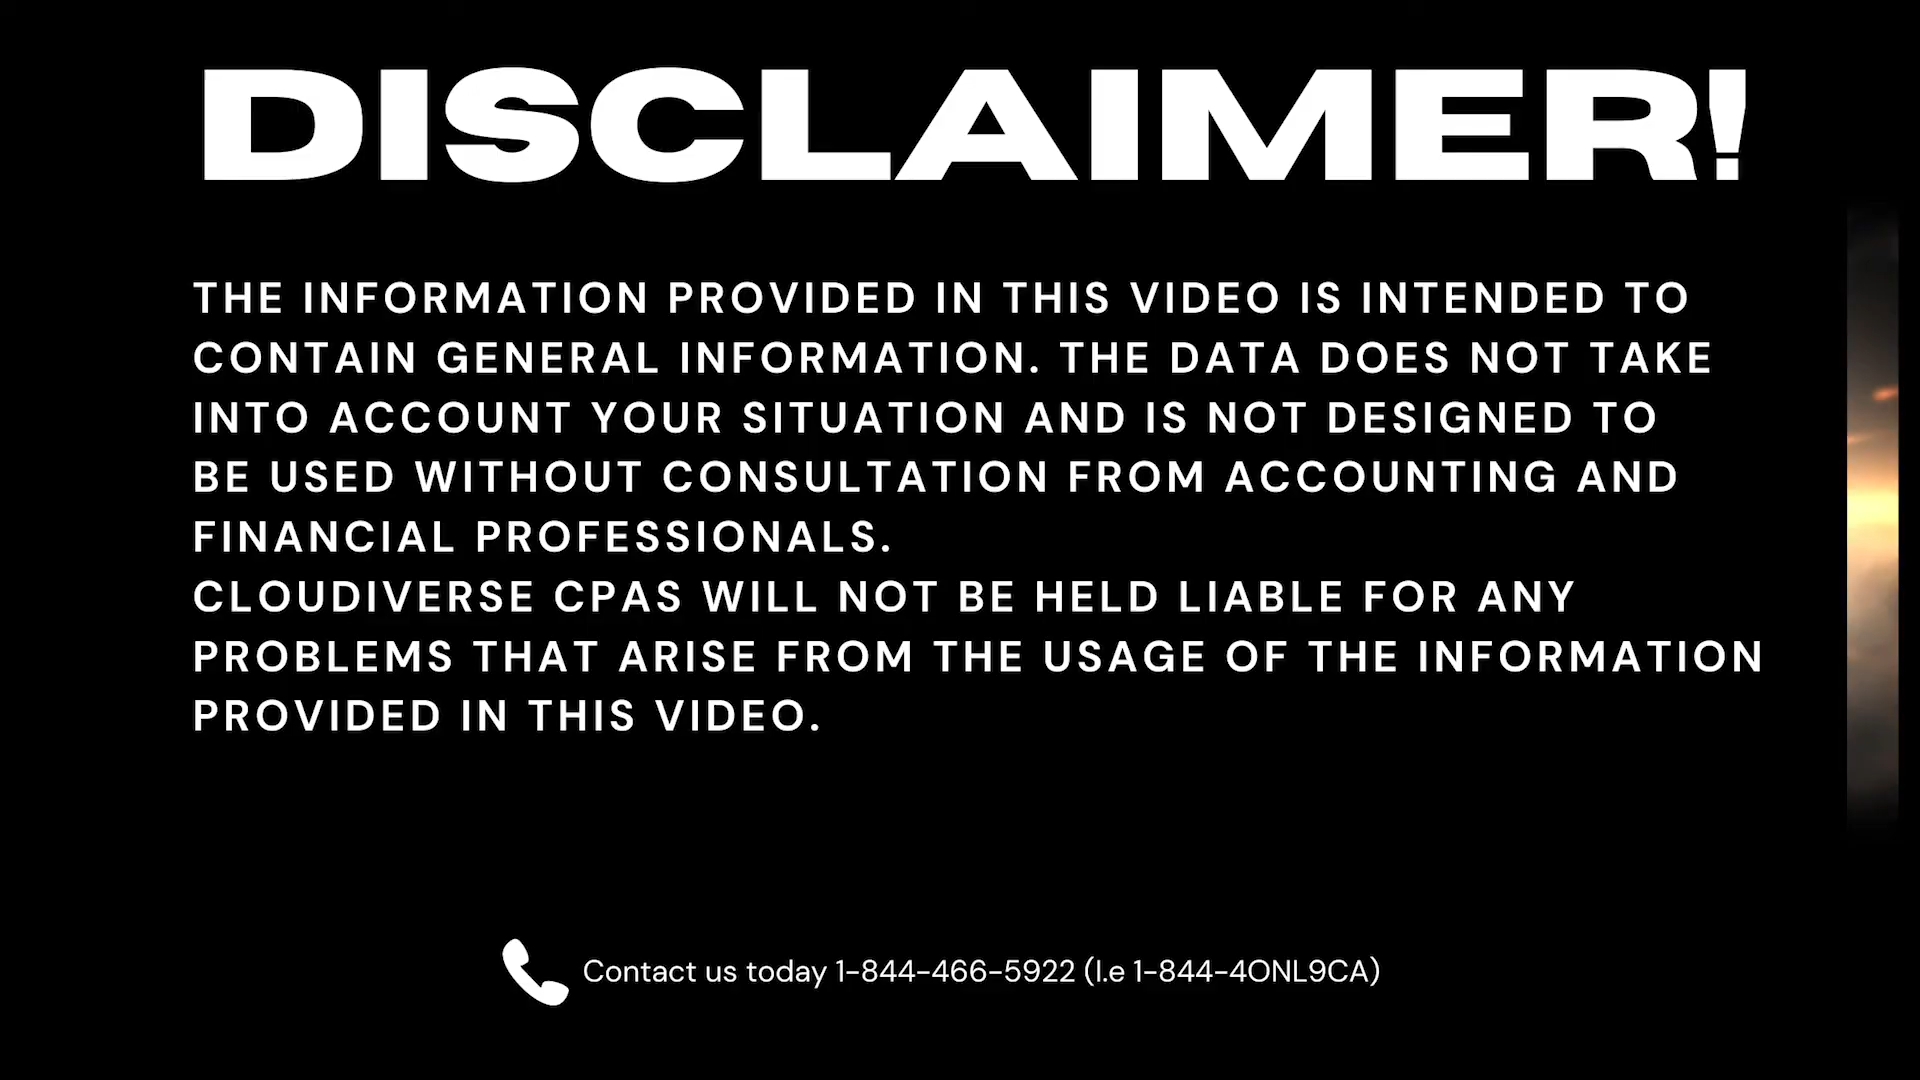 DISCLAIMER!
THE INFORMATION PROVIDED IN THIS VIDEO IS INTENDED TO
CONTAIN GENERAL INFORMATION. THE DATA DOES NOT TAKE
INTO ACCOUNT YOUR SITUATION AND IS NOT DESIGNED TO
BE USED WITHOUT CONSULTATION FROM ACCOUNTING AND
FINANCIAL PROFESSIONALS.
CLOUDIVERSE CPAS WILL NOT BE HELD LIABLE FOR ANY
PROBLEMS THAT ARISE FROM THE USAGE OF THE INFORMATION
PROVIDED IN THIS VIDEO.
Contact us today 1-844-466-5922 (I.e 1-844-4ONL9CA)